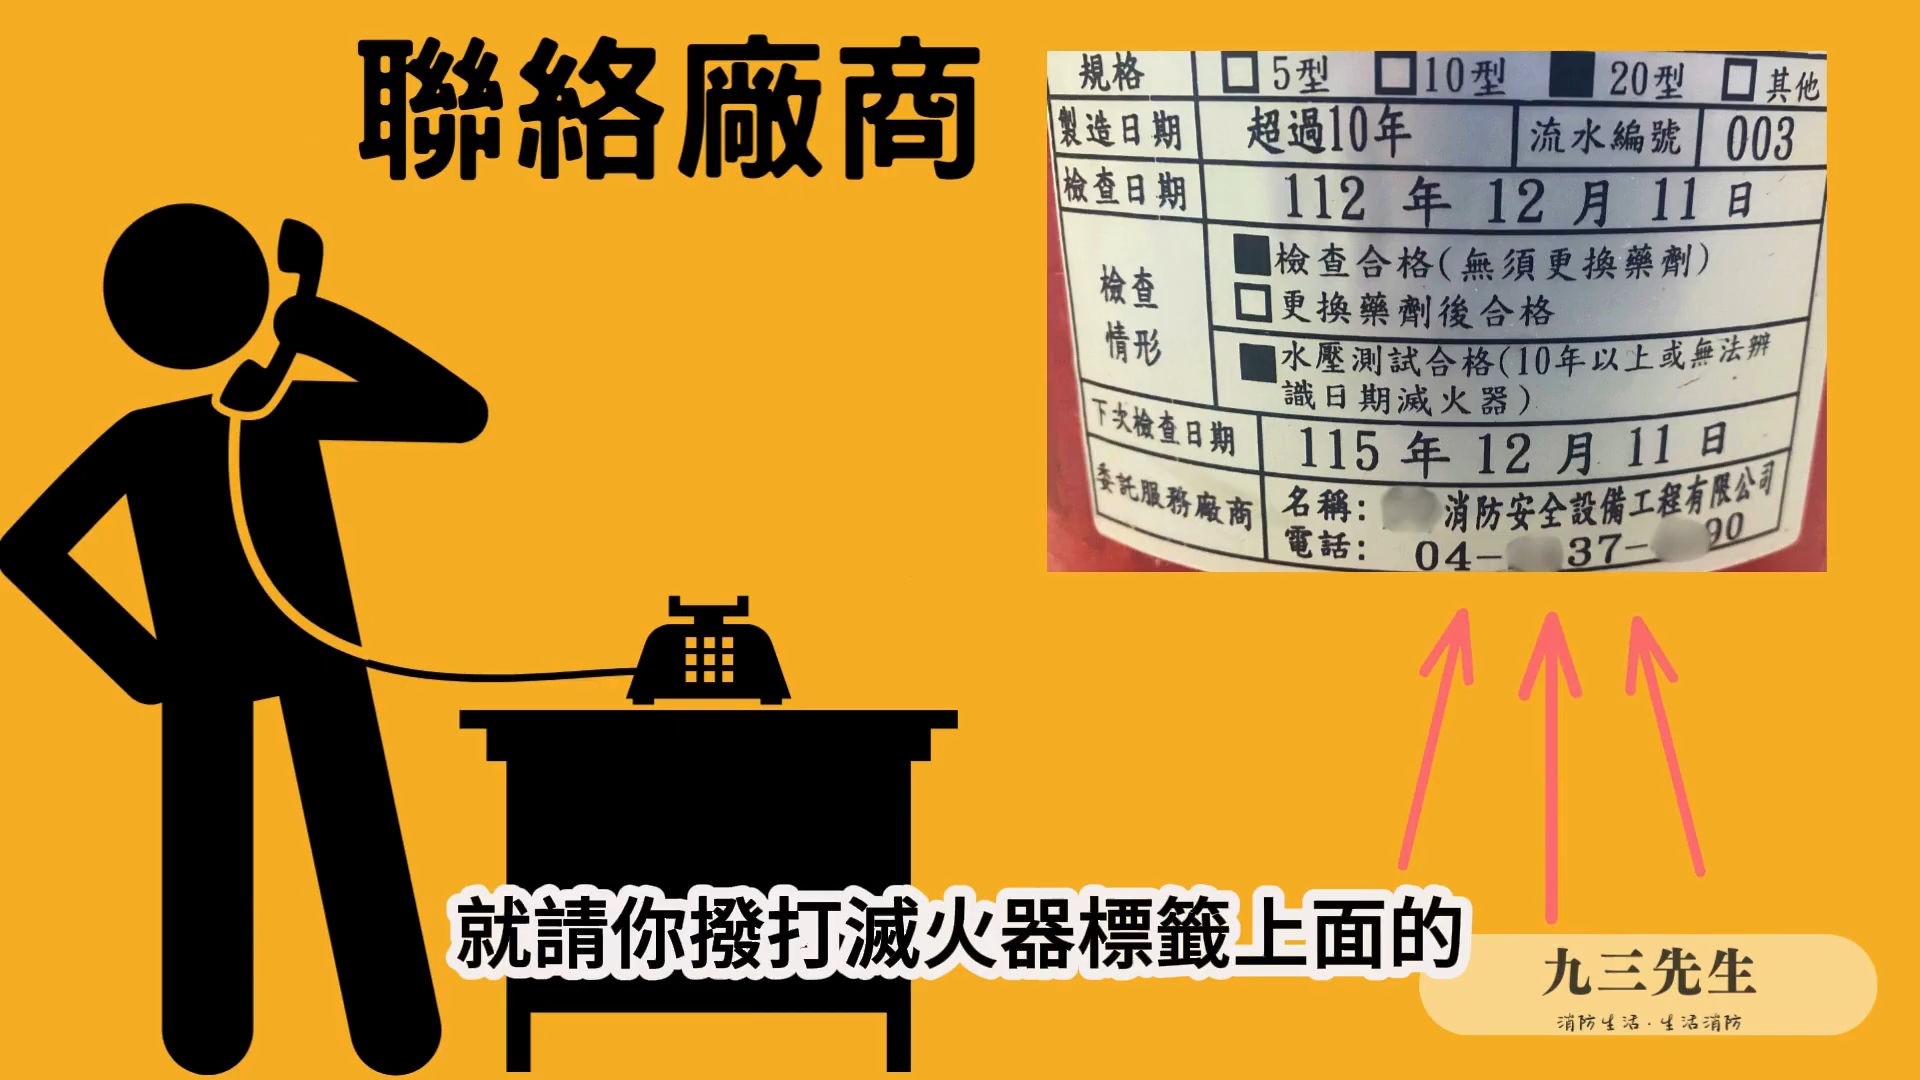 聯絡廠商
規格 □5型 □10型 ■20型 □其他
製造日期 超過10年 流水編號 003
檢查日期 112 年 12 月 11 日
檢查情形
■檢查合格(無須更換藥劑)
□更換藥劑後合格
■水壓測試合格(10年以上或無法辨
識日期滅火器)
下次檢查日期 115 年 12 月 11 日
委託服務廠商
名稱: 消防安全設備工程有限公司
電話: 04- 37- 90
就請你撥打滅火器標籤上面的
九三先生
消防生活·生活消防